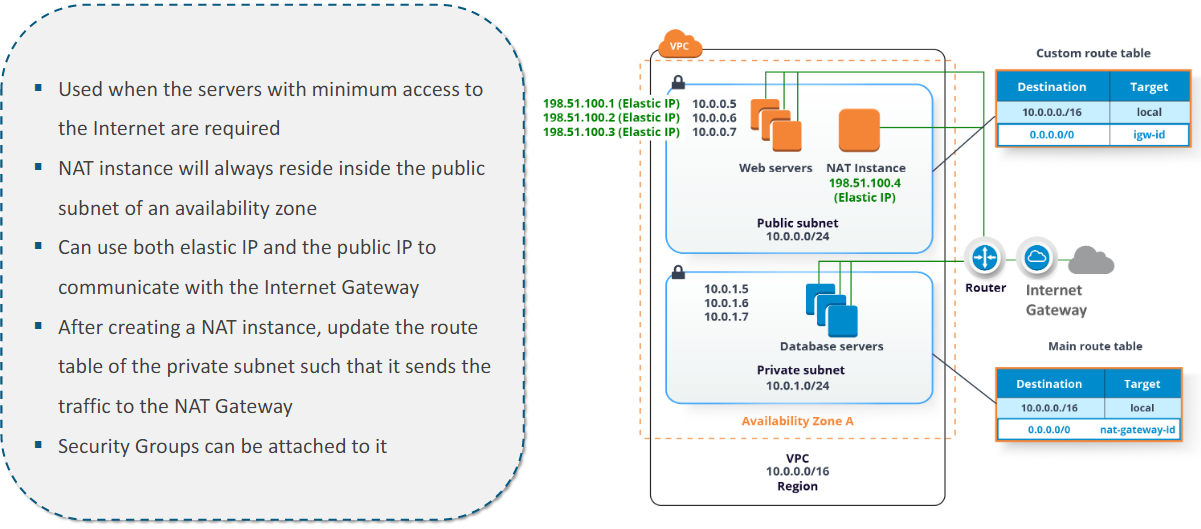 ▪ Used when the servers with minimum access to
the Internet are required
▪ NAT instance will always reside inside the public
subnet of an availability zone
▪ Can use both elastic IP and the public IP to
communicate with the Internet Gateway
▪ After creating a NAT instance, update the route
table of the private subnet such that it sends the
traffic to the NAT Gateway
▪ Security Groups can be attached to it
VPC
198.51.100.1 (Elastic IP) 10.0.0.5
198.51.100.2 (Elastic IP) 10.0.0.6
198.51.100.3 (Elastic IP) 10.0.0.7
Web servers
NAT Instance
198.51.100.4
(Elastic IP)
Public subnet
10.0.0.0/24
10.0.1.5
10.0.1.6
10.0.1.7
Database servers
Private subnet
10.0.1.0/24
Availability Zone A
VPC
10.0.0.0/16
Region
Router
Internet
Gateway
Custom route table
Destination Target
10.0.0.0./16 local
0.0.0.0/0 igw-id
Main route table
Destination Target
10.0.0.0./16 local
0.0.0.0/0 nat-gateway-id